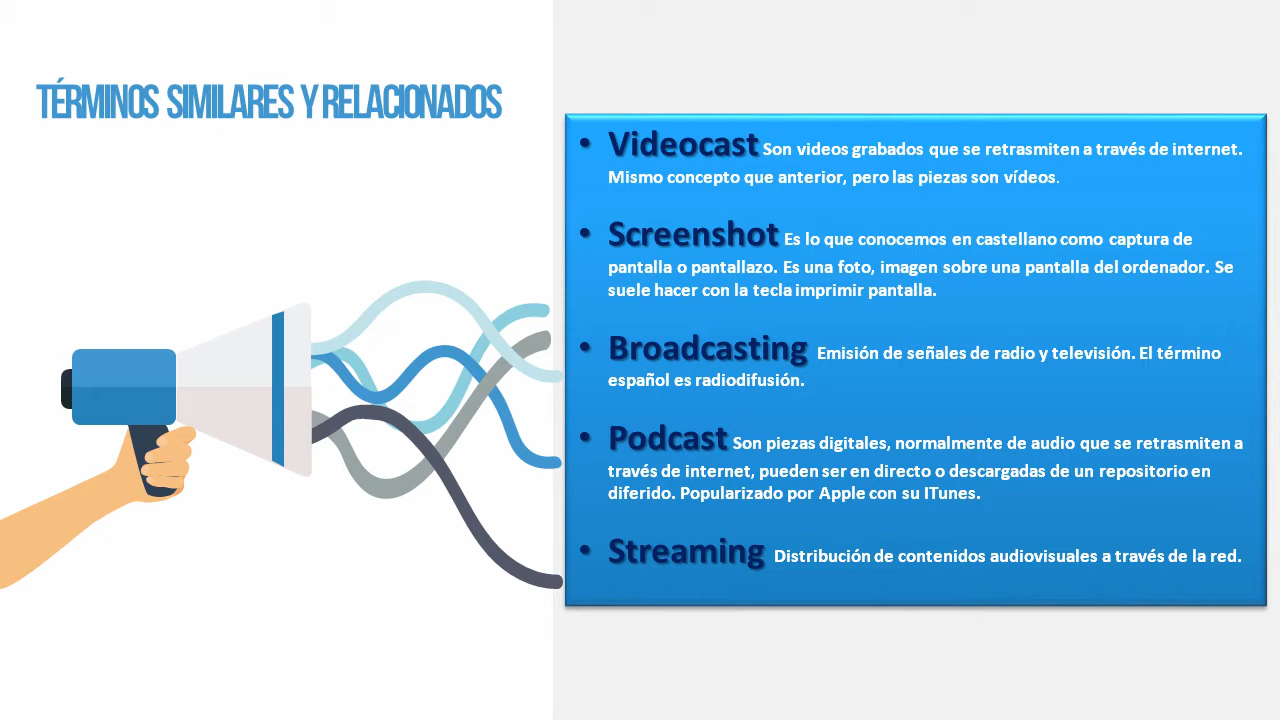 TÉRMINOS SIMILARES Y RELACIONADOS
• Videocast Son videos grabados que se retrasmiten a través de internet.
Mismo concepto que anterior, pero las piezas son vídeos.
• Screenshot Es lo que conocemos en castellano como captura de
pantalla o pantallazo. Es una foto, imagen sobre una pantalla del ordenador. Se
suele hacer con la tecla imprimir pantalla.
• Broadcasting Emisión de señales de radio y televisión. El término
español es radiodifusión.
• Podcast Son piezas digitales, normalmente de audio que se retrasmiten a
través de internet, pueden ser en directo o descargadas de un repositorio en
diferido. Popularizado por Apple con su ITunes.
• Streaming Distribución de contenidos audiovisuales a través de la red.